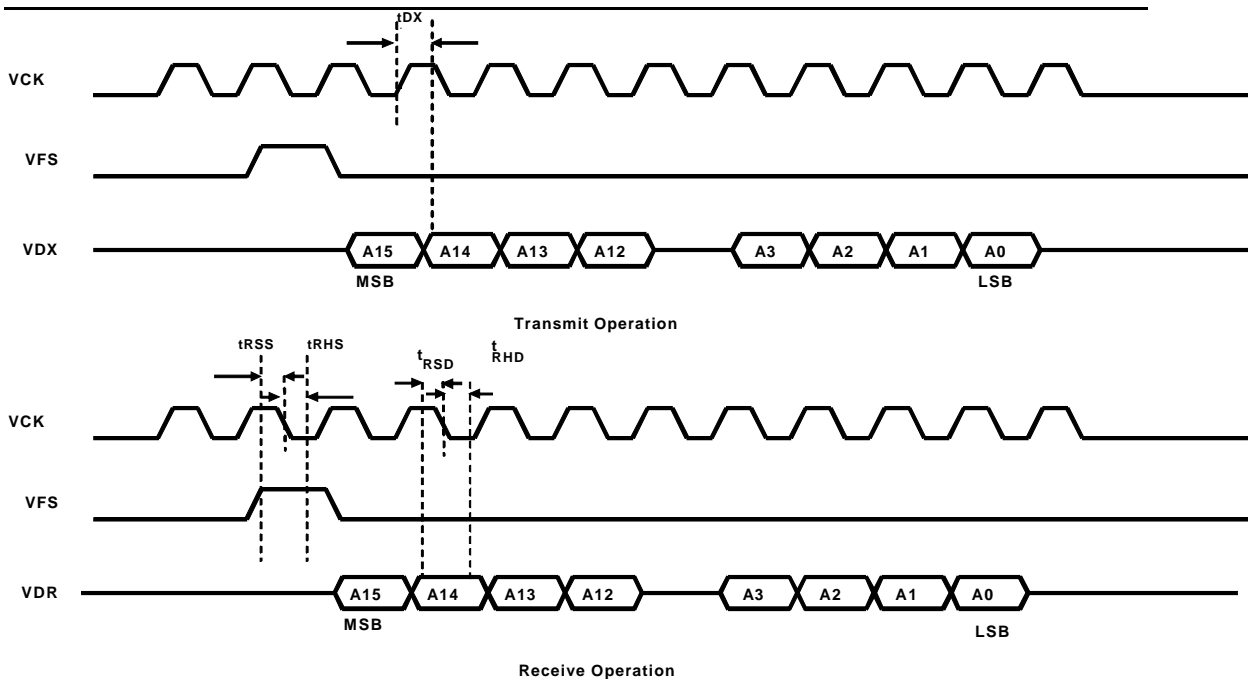 tDX
VCK
VFS
VDX
A15 A14 A13 A12 A3 A2 A1 A0
MSB LSB
Transmit Operation
tRSS tRHS tRSD tRHD
VCK
VFS
VDR
A15 A14 A13 A12 A3 A2 A1 A0
MSB LSB
Receive Operation